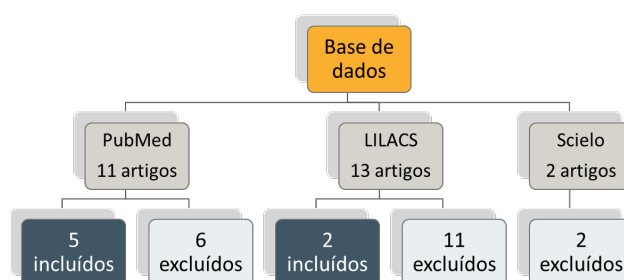 Base de
dados
PubMed
11 artigos
LILACS
13 artigos
Scielo
2 artigos
5
incluídos
6
excluídos
2
incluídos
11
excluídos
2
excluídos